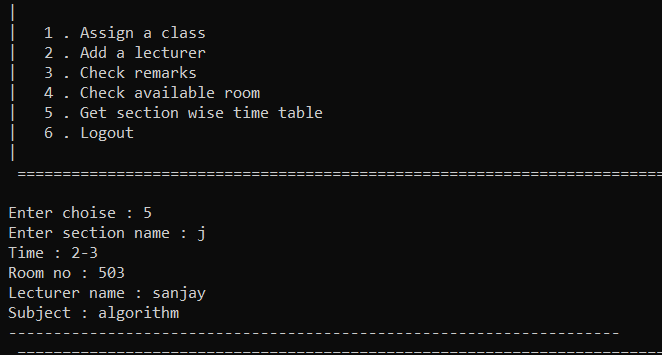 |
| 1 . Assign a class
| 2 . Add a lecturer
| 3 . Check remarks
| 4 . Check available room
| 5 . Get section wise time table
| 6 . Logout
|
========================================================================
Enter choise : 5
Enter section name : j
Time : 2-3
Room no : 503
Lecturer name : sanjay
Subject : algorithm
--------------------------------------------------------------------
========================================================================